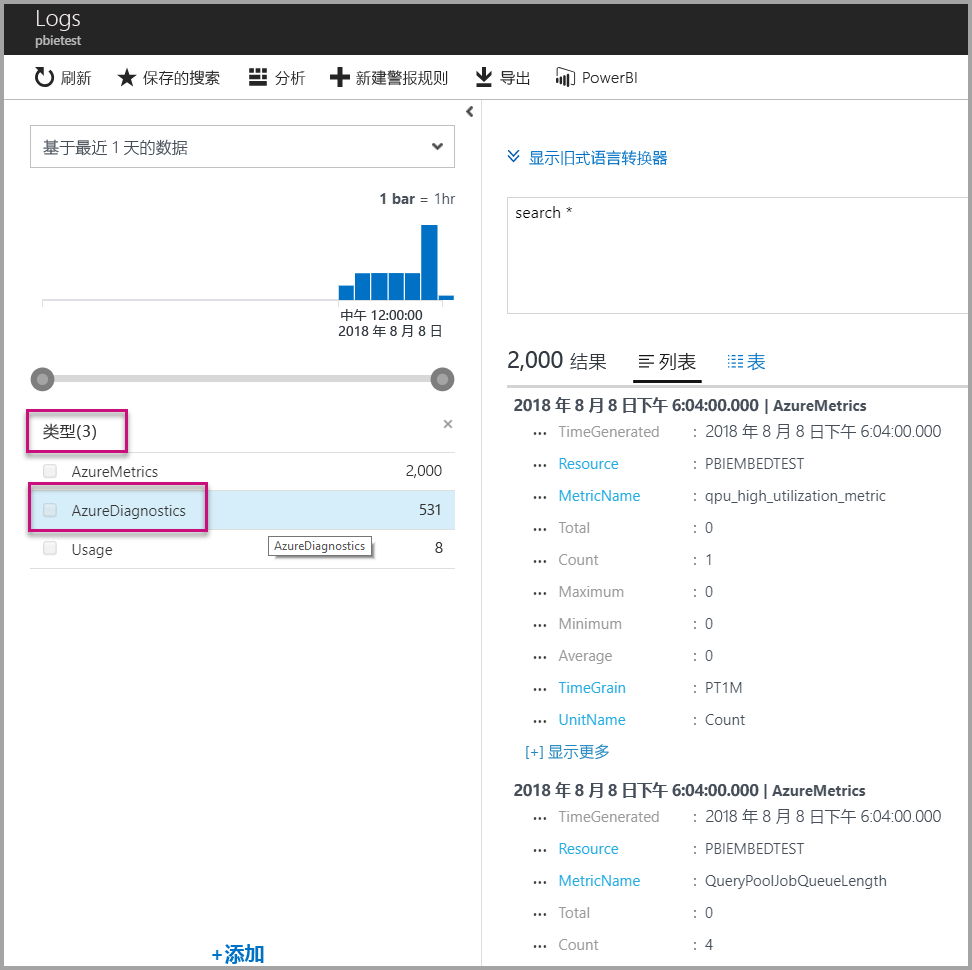 Logs
pbietest
刷新 保存的搜索 分析 新建警报规则 导出 PowerBI
基于最近 1 天的数据
1 bar = 1hr
中午 12:00:00
2018 年 8 月 8 日
类型(3)
AzureMetrics 2,000
AzureDiagnostics 531
Usage 8
AzureDiagnostics
+添加
显示旧式语言转换器
search *
2,000 结果 列表 表
2018 年 8 月 8 日下午 6:04:00.000 | AzureMetrics
... TimeGenerated : 2018 年 8 月 8 日下午 6:04:00.000
... Resource : PBIEMBEDTEST
... MetricName : qpu_high_utilization_metric
... Total : 0
... Count : 1
... Maximum : 0
... Minimum : 0
... Average : 0
... TimeGrain : PT1M
... UnitName : Count
[+] 显示更多
2018 年 8 月 8 日下午 6:04:00.000 | AzureMetrics
... TimeGenerated : 2018 年 8 月 8 日下午 6:04:00.000
... Resource : PBIEMBEDTEST
... MetricName : QueryPoolJobQueueLength
... Total : 0
... Count : 4